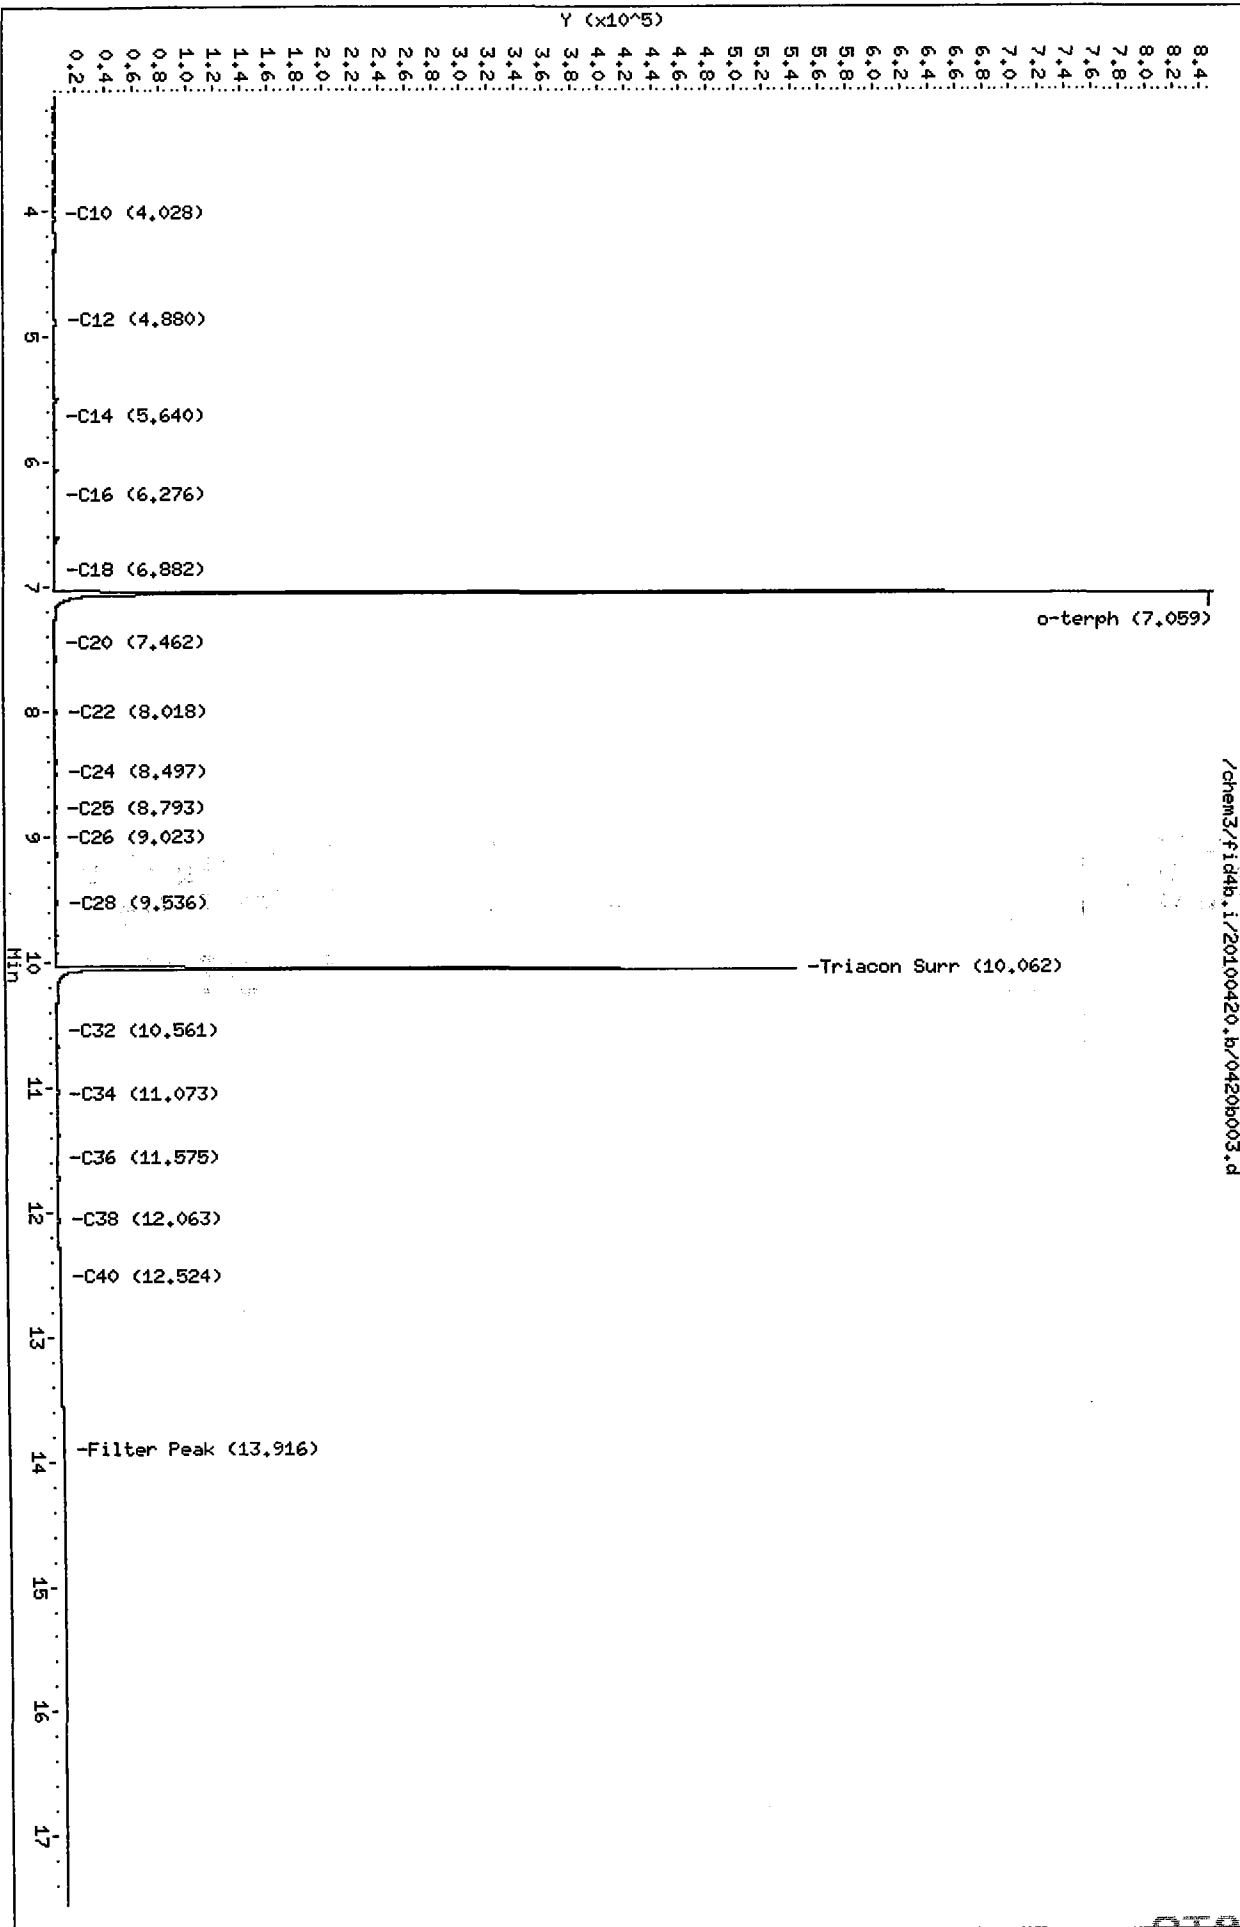 Y (x10^5)
0.2
0.4
0.6
0.8
1.0
1.2
1.4
1.6
1.8
2.0
2.2
2.4
2.6
2.8
3.0
3.2
3.4
3.6
3.8
4.0
4.2
4.4
4.6
4.8
5.0
5.2
5.4
5.6
5.8
6.0
6.2
6.4
6.6
6.8
7.0
7.2
7.4
7.6
7.8
8.0
8.2
8.4
4
-C10 (4.028)
-C12 (4.880)
5
-C14 (5.640)
6
-C16 (6.276)
-C18 (6.882)
7
o-terph (7.059)
-C20 (7.462)
8
-C22 (8.018)
-C24 (8.497)
-C25 (8.793)
9
-C26 (9.023)
-C28 (9.536)
10
Min
-Triacon Surr (10.062)
-C32 (10.561)
11
-C34 (11.073)
-C36 (11.575)
12
-C38 (12.063)
-C40 (12.524)
13
-Filter Peak (13.916)
14
15
16
17
/chem3/fid4b.i/20100420.b/0420b003.d